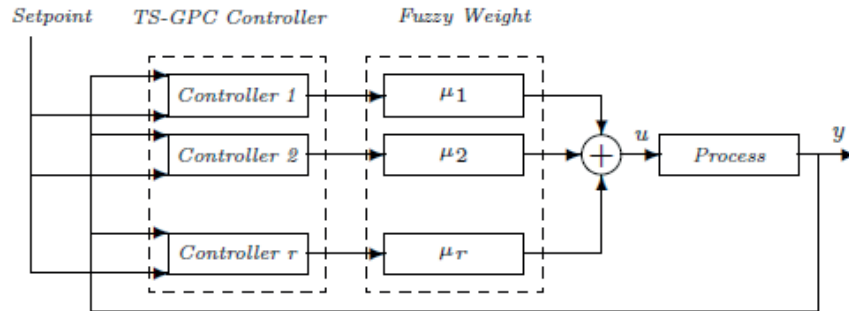 Setpoint TS-GPC Controller Fuzzy Weight
Controller 1 μ1
Controller 2 μ2 + u Process y
Controller r μr